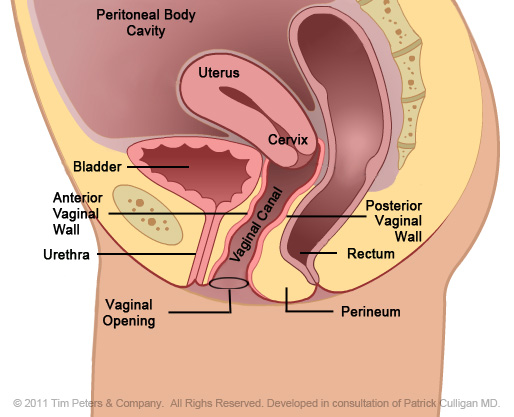 Peritoneal Body
Cavity
Uterus
Cervix
Bladder
Anterior
Vaginal
Wall
Vaginal Canal
Posterior
Vaginal
Wall
Urethra
Rectum
Vaginal
Opening
Perineum
© 2011 Tim Peters & Company.  All Righs Reserved.  Developed in consultation of Patrick Culligan MD.